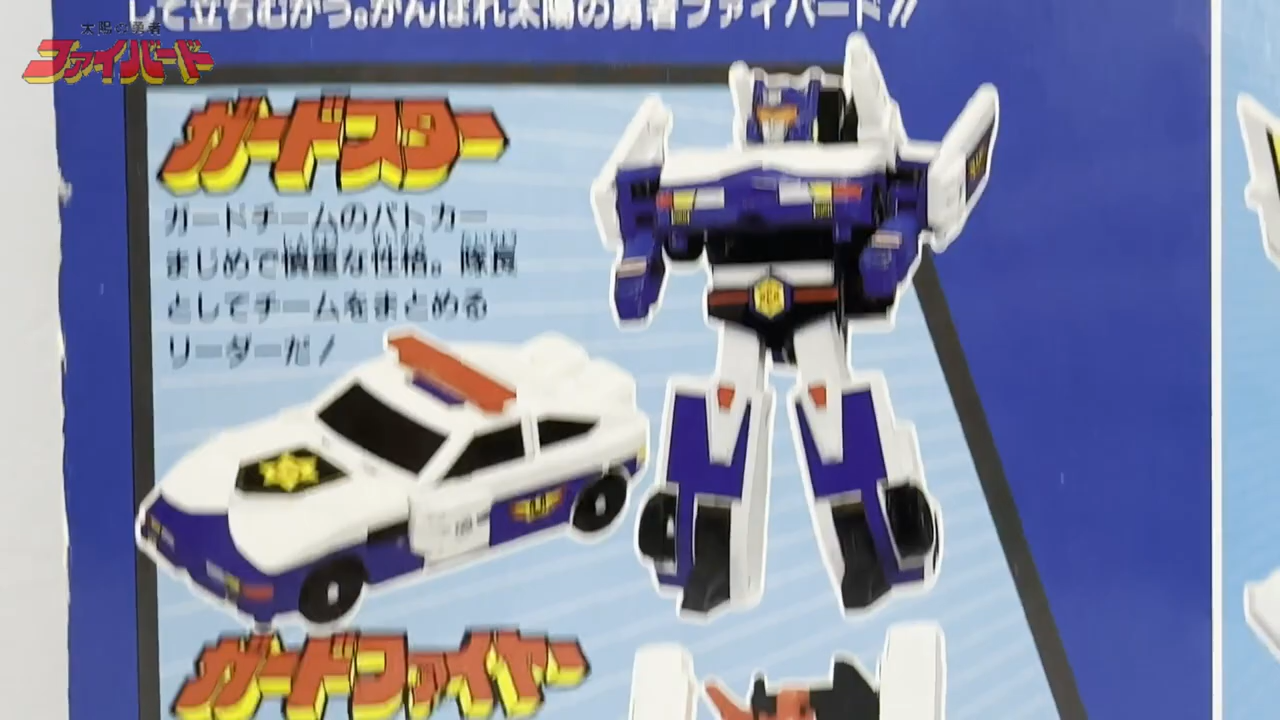 して立ちむかう。がんばれ太陽の勇者ファイバード!!
太陽の勇者
ファイバード
ガードスター
ガードチームのパトカー
まじめで慎重な性格。隊長
としてチームをまとめる
リーダーだ!
ガードファイヤー